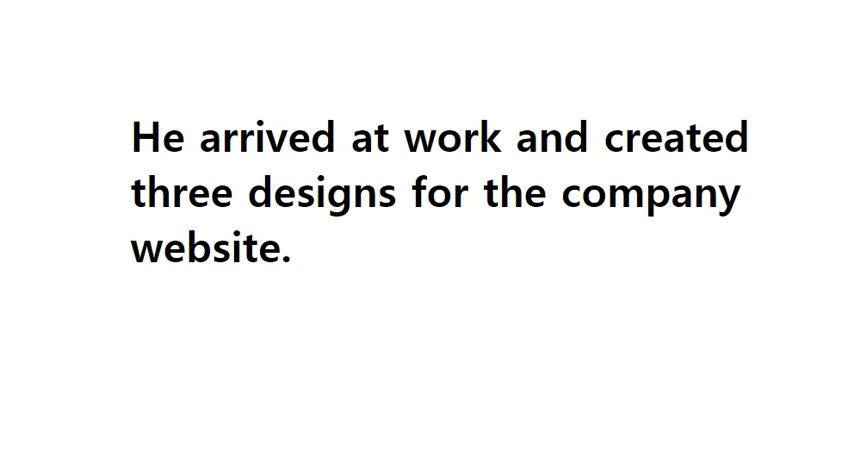 He arrived at work and created
three designs for the company
website.